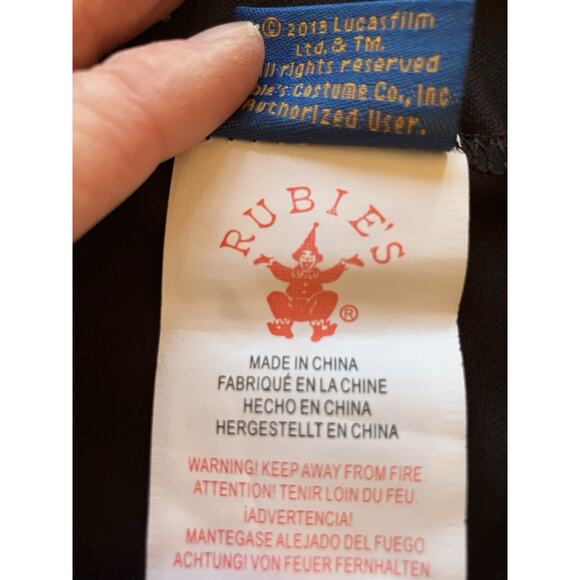 © 2015 Lucasfilm
Ltd. & TM.
All rights reserved
Costume Co., Inc
Authorized User.
RUBIE'S
®
MADE IN CHINA
FABRIQUÉ EN LA CHINE
HECHO EN CHINA
HERGESTELLT EN CHINA
WARNING! KEEP AWAY FROM FIRE.
ATTENTION! TENIR LOIN DU FEU.
¡ADVERTENCIA!
MANTEGASE ALEJADO DEL FUEGO
ACHTUNG! VON FEUER FERNHALTEN